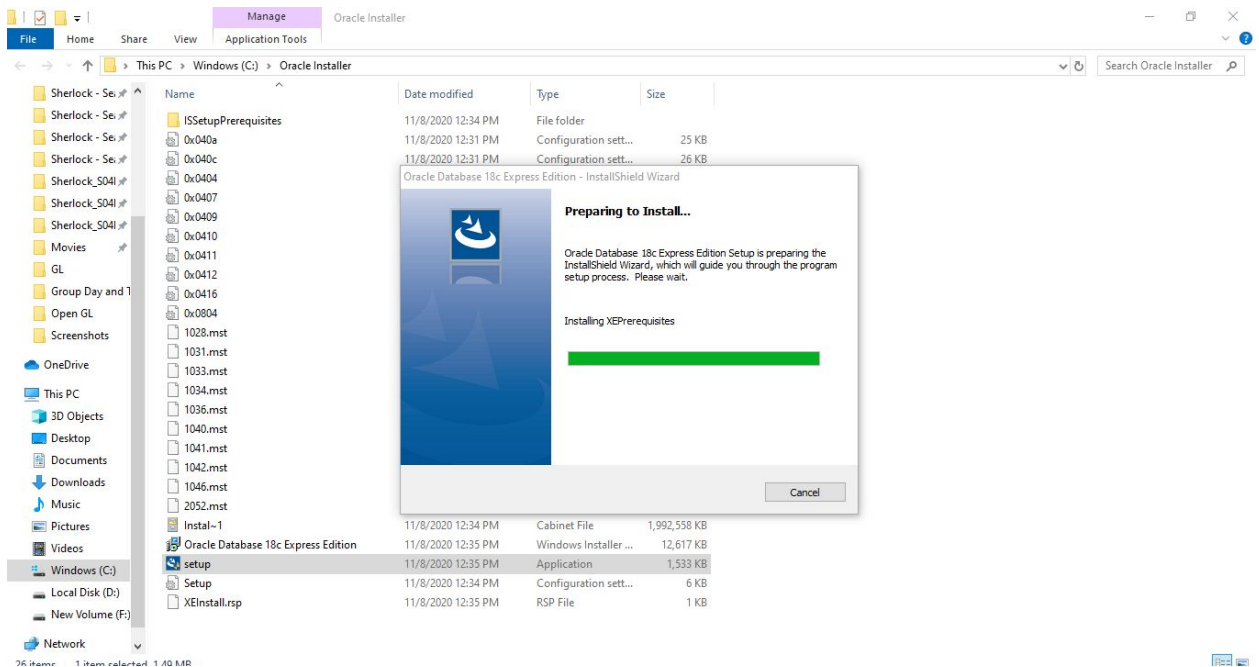 Manage
Oracle Installer
File Home Share View Application Tools
This PC > Windows (C:) > Oracle Installer
Search Oracle Installer
Name Date modified Type Size
ISSetupPrerequisites 11/8/2020 12:34 PM File folder
0x040a 11/8/2020 12:31 PM Configuration sett... 25 KB
0x040c 11/8/2020 12:31 PM Configuration sett... 26 KB
0x0404
0x0407
0x0409
0x0410
0x0411
0x0412
0x0416
0x0804
1028.mst
1031.mst
1033.mst
1034.mst
1036.mst
1040.mst
1041.mst
1042.mst
1046.mst
2052.mst
Instal~1 11/8/2020 12:34 PM Cabinet File 1,992,558 KB
Oracle Database 18c Express Edition 11/8/2020 12:35 PM Windows Installer ... 12,617 KB
setup 11/8/2020 12:35 PM Application 1,533 KB
Setup 11/8/2020 12:34 PM Configuration sett... 6 KB
XEInstall.rsp 11/8/2020 12:35 PM RSP File 1 KB
Sherlock - Se
Sherlock - Se
Sherlock - Se
Sherlock - Se
Sherlock_S04
Sherlock_S04
Sherlock_S04
Movies
GL
Group Day and T
Open GL
Screenshots
OneDrive
This PC
3D Objects
Desktop
Documents
Downloads
Music
Pictures
Videos
Windows (C:)
Local Disk (D:)
New Volume (F:)
Network
26 items 1 item selected 1.49 MB
Oracle Database 18c Express Edition - InstallShield Wizard
Preparing to Install...
Oracle Database 18c Express Edition Setup is preparing the
InstallShield Wizard, which will guide you through the program
setup process. Please wait.
Installing XEPrerequisites
Cancel